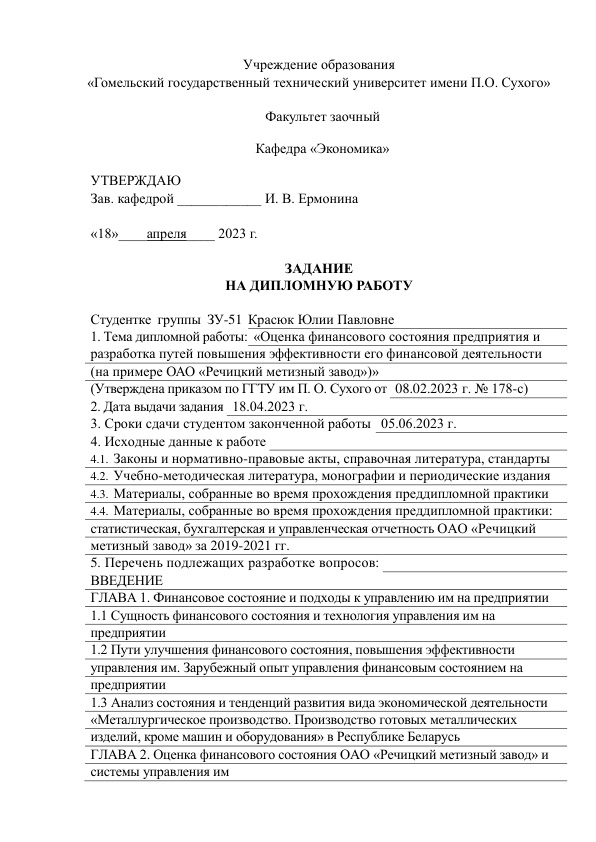 Учреждение образования
«Гомельский государственный технический университет имени П.О. Сухого»
Факультет заочный
Кафедра «Экономика»
УТВЕРЖДАЮ
Зав. кафедрой ____________ И. В. Ермонина
«18»____апреля____ 2023 г.
ЗАДАНИЕ
НА ДИПЛОМНУЮ РАБОТУ
Студентке группы ЗУ-51 Красюк Юлии Павловне
1. Тема дипломной работы: «Оценка финансового состояния предприятия и
разработка путей повышения эффективности его финансовой деятельности
(на примере ОАО «Речицкий метизный завод»)»
(Утверждена приказом по ГГТУ им П. О. Сухого от 08.02.2023 г. № 178-с)
2. Дата выдачи задания 18.04.2023 г.
3. Сроки сдачи студентом законченной работы 05.06.2023 г.
4. Исходные данные к работе
4.1. Законы и нормативно-правовые акты, справочная литература, стандарты
4.2. Учебно-методическая литература, монографии и периодические издания
4.3. Материалы, собранные во время прохождения преддипломной практики
4.4. Материалы, собранные во время прохождения преддипломной практики:
статистическая, бухгалтерская и управленческая отчетность ОАО «Речицкий
метизный завод» за 2019-2021 гг.
5. Перечень подлежащих разработке вопросов:
ВВЕДЕНИЕ
ГЛАВА 1. Финансовое состояние и подходы к управлению им на предприятии
1.1 Сущность финансового состояния и технология управления им на
предприятии
1.2 Пути улучшения финансового состояния, повышения эффективности
управления им. Зарубежный опыт управления финансовым состоянием на
предприятии
1.3 Анализ состояния и тенденций развития вида экономической деятельности
«Металлургическое производство. Производство готовых металлических
изделий, кроме машин и оборудования» в Республике Беларусь
ГЛАВА 2. Оценка финансового состояния ОАО «Речицкий метизный завод» и
системы управления им